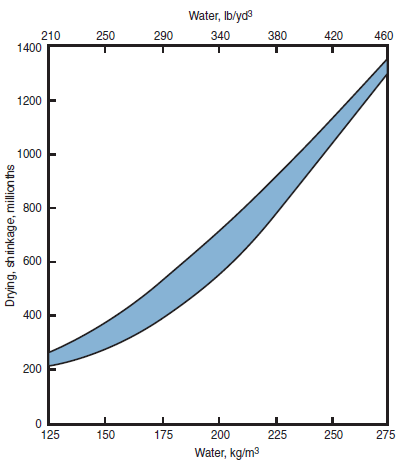 Water, lb/yd3
210 250 290 340 380 420 460
1400
1200
1000
800
600
400
200
0
Drying, shrinkage, millionths
125 150 175 200 225 250 275
Water, kg/m3